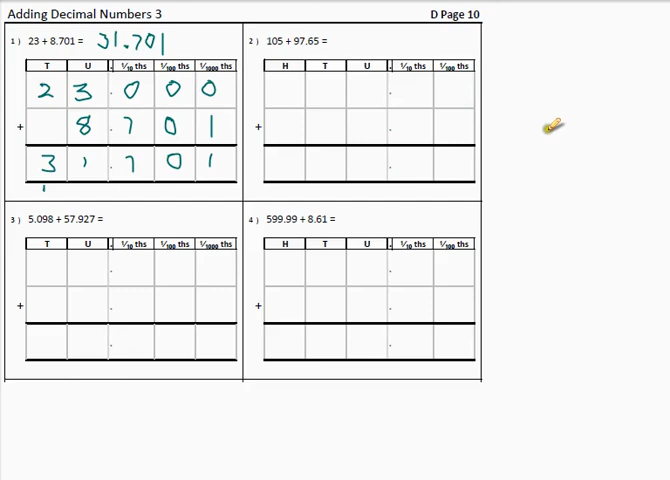 Adding Decimal Numbers 3 D Page 10
1 ) 23 + 8.701 = 31.701
T U . 1/10 ths 1/100 ths 1/1000 ths
2 3 . 0 0 0
+ 8 . 7 0 1
3 1 . 7 0 1
1
2 ) 105 + 97.65 =
H T U . 1/10 ths 1/100 ths
.
+ .
.
3 ) 5.098 + 57.927 =
T U . 1/10 ths 1/100 ths 1/1000 ths
.
+ .
.
4 ) 599.99 + 8.61 =
H T U . 1/10 ths 1/100 ths
.
+ .
.